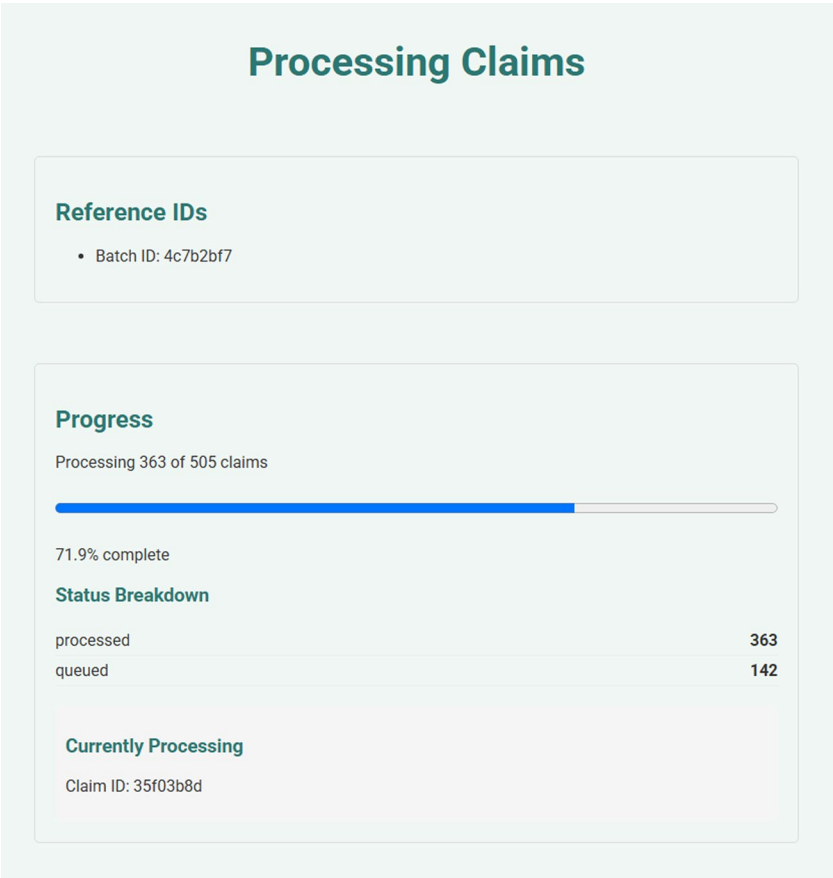 Processing Claims
Reference IDs
• Batch ID: 4c7b2bf7
Progress
Processing 363 of 505 claims
71.9% complete
Status Breakdown
processed 363
queued 142
Currently Processing
Claim ID: 35f03b8d